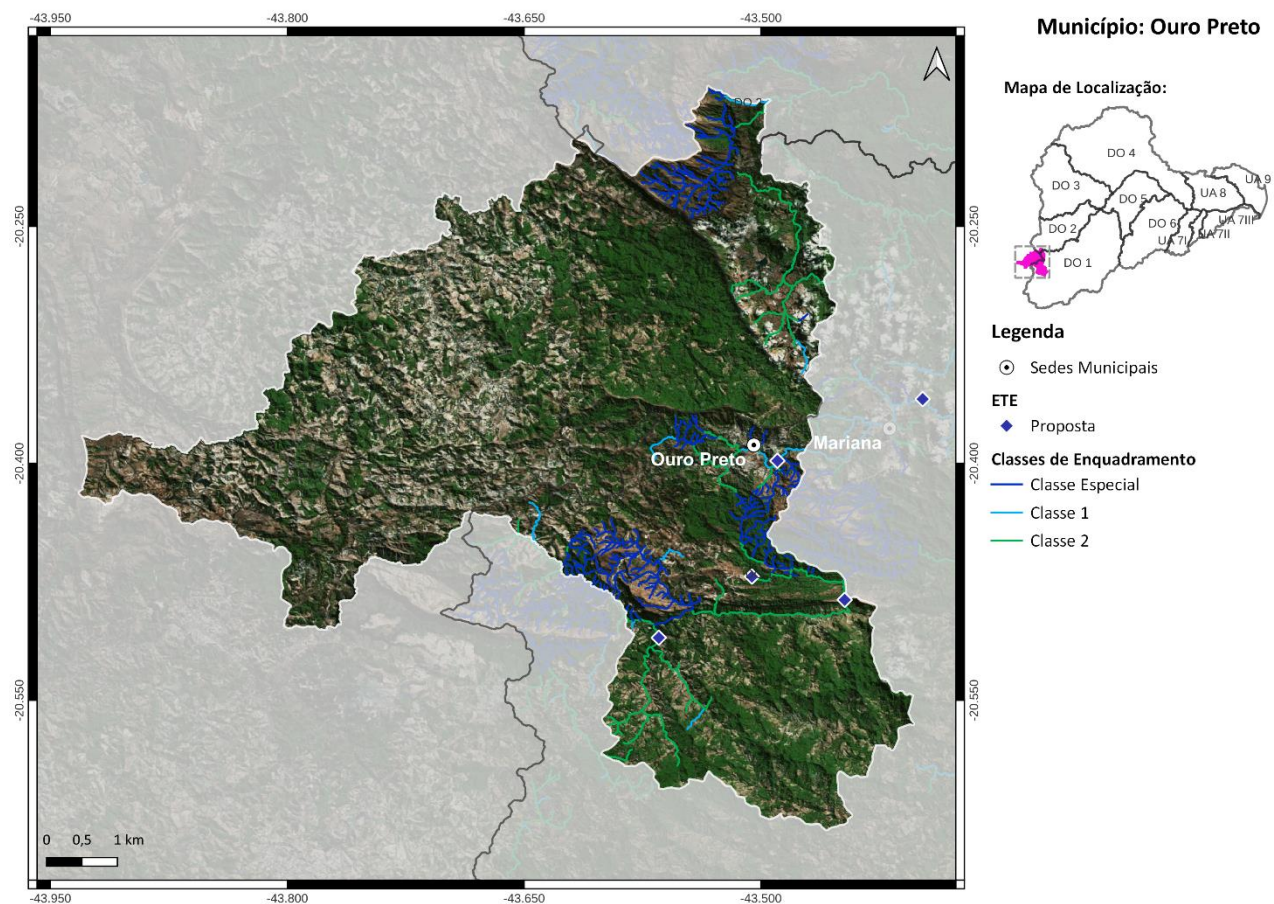 Município: Ouro Preto
-43.950
-43.800
-43.650
-43.500
Mapa de Localização:
DO 4
DO 3
DO 5
UA 8
UA 9
DO 2
DO 6
UA 7III
UA 7II
UA 7I
DO 1
DO 2
-20.250
-20.250
Legenda
Sedes Municipais
ETE
Proposta
Classes de Enquadramento
Classe Especial
Classe 1
Classe 2
Mariana
Ouro Preto
-20.400
-20.400
-20.550
-20.550
0 0,5 1 km
-43.950
-43.800
-43.650
-43.500